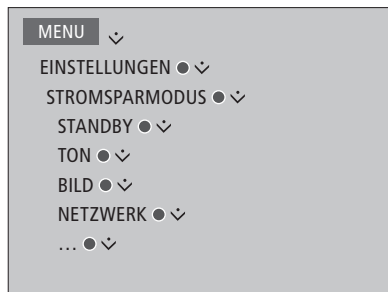 MENU
EINSTELLUNGEN
STROMSPARMODUS
STANDBY
TON
BILD
NETZWERK
…